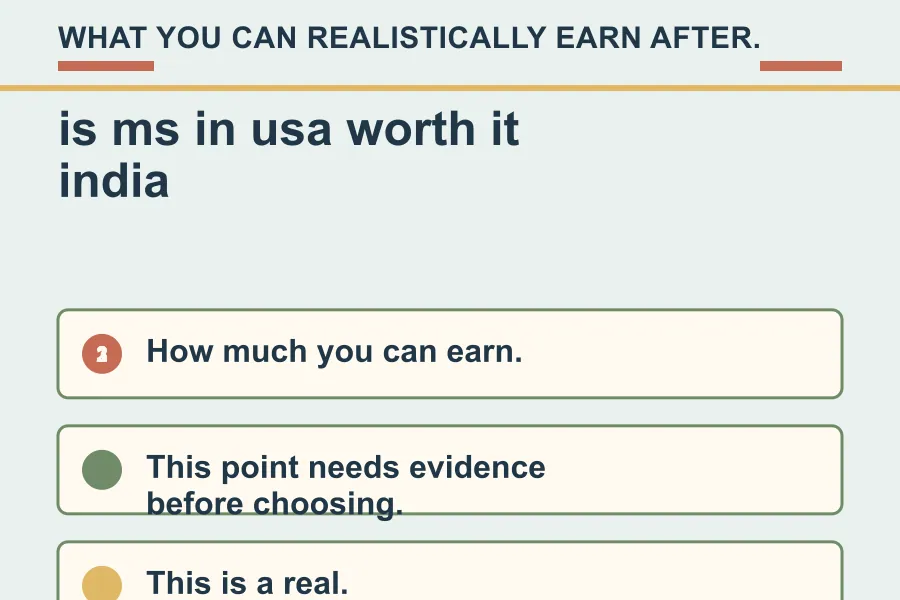 WHAT YOU CAN REALISTICALLY EARN AFTER.
is ms in usa worth it
india
How much you can earn.
This point needs evidence
before choosing.
This is a real.